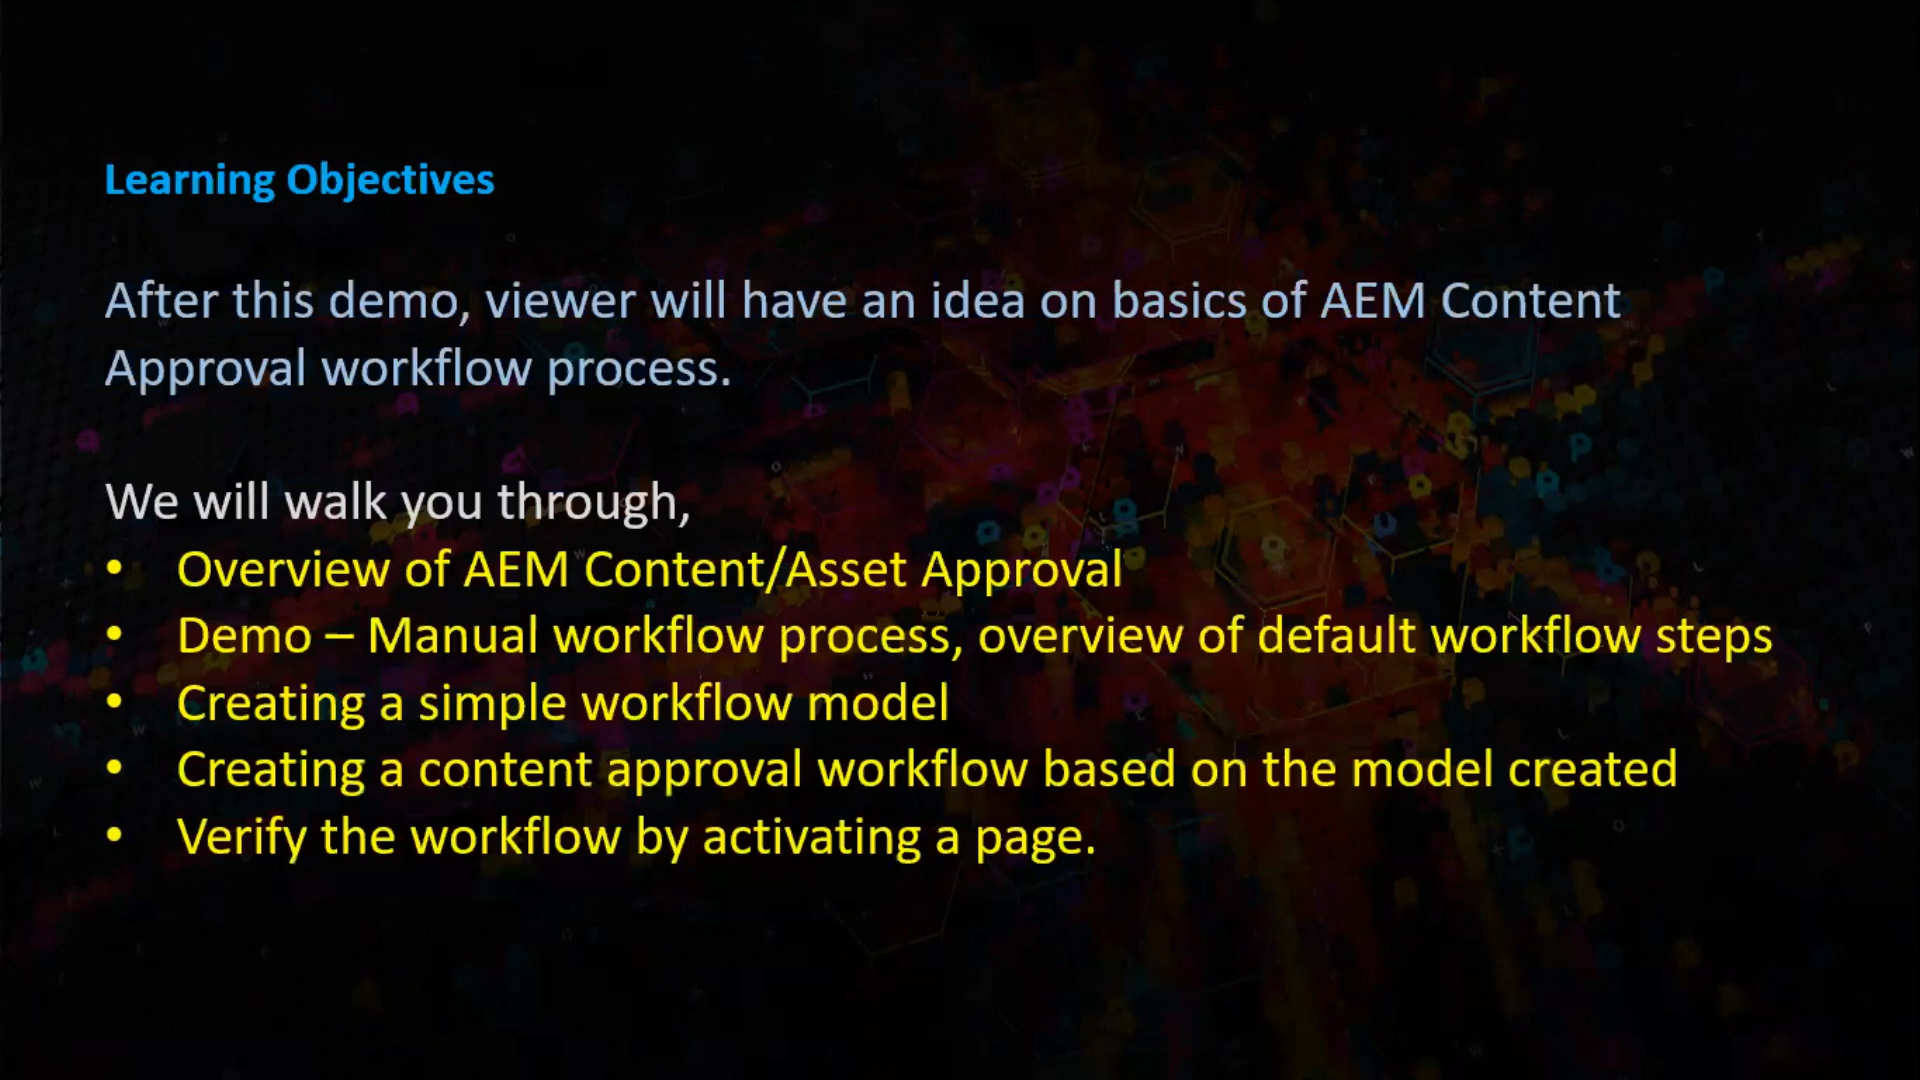 Learning Objectives
After this demo, viewer will have an idea on basics of AEM Content
Approval workflow process.
We will walk you through,
• Overview of AEM Content/Asset Approval
• Demo – Manual workflow process, overview of default workflow steps
• Creating a simple workflow model
• Creating a content approval workflow based on the model created
• Verify the workflow by activating a page.